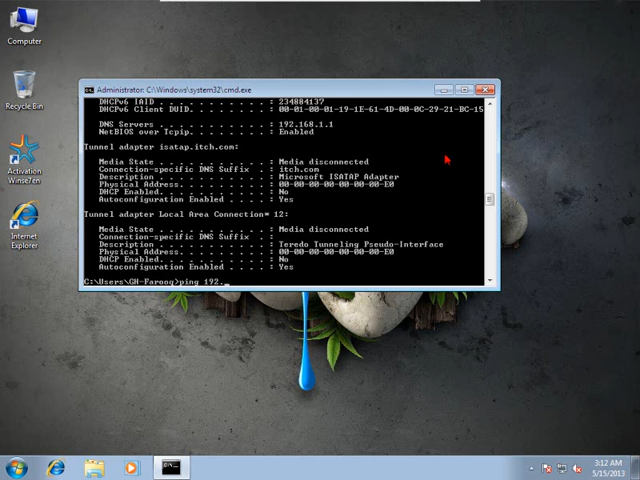 Computer
Recycle Bin
Activation
Winse7en
Internet
Explorer
Administrator: C:\Windows\system32\cmd.exe
DHCPv6 IAID . . . . . . . . . . . : 234884137
DHCPv6 Client DUID. . . . . . . . : 00-01-00-01-19-1E-61-4D-00-0C-29-21-BC-15
DNS Servers . . . . . . . . . . . : 192.168.1.1
NetBIOS over Tcpip. . . . . . . . : Enabled
Tunnel adapter isatap.itch.com:
Media State . . . . . . . . . . . : Media disconnected
Connection-specific DNS Suffix  . : itch.com
Description . . . . . . . . . . . : Microsoft ISATAP Adapter
Physical Address. . . . . . . . . : 00-00-00-00-00-00-00-E0
DHCP Enabled. . . . . . . . . . . : No
Autoconfiguration Enabled . . . . : Yes
Tunnel adapter Local Area Connection* 12:
Media State . . . . . . . . . . . : Media disconnected
Connection-specific DNS Suffix  . :
Description . . . . . . . . . . . : Teredo Tunneling Pseudo-Interface
Physical Address. . . . . . . . . : 00-00-00-00-00-00-00-E0
DHCP Enabled. . . . . . . . . . . : No
Autoconfiguration Enabled . . . . : Yes
C:\Users\GH-Farooq>ping 192._
3:12 AM
5/15/2013